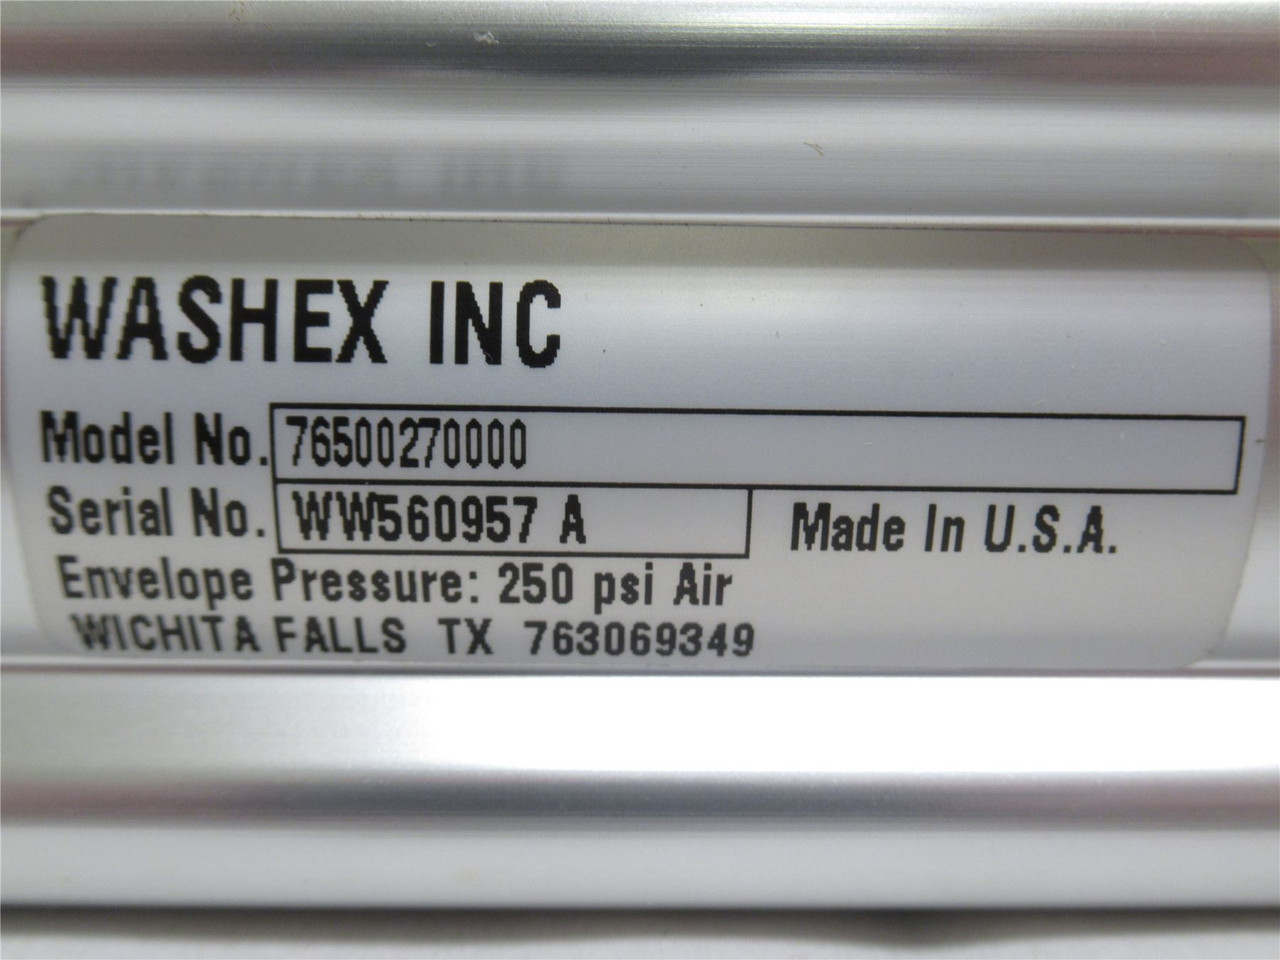 WASHEX INC
Model No. 76500270000
Serial No. WW560957 A Made In U.S.A.
Envelope Pressure: 250 psi Air
WICHITA FALLS TX 763069349